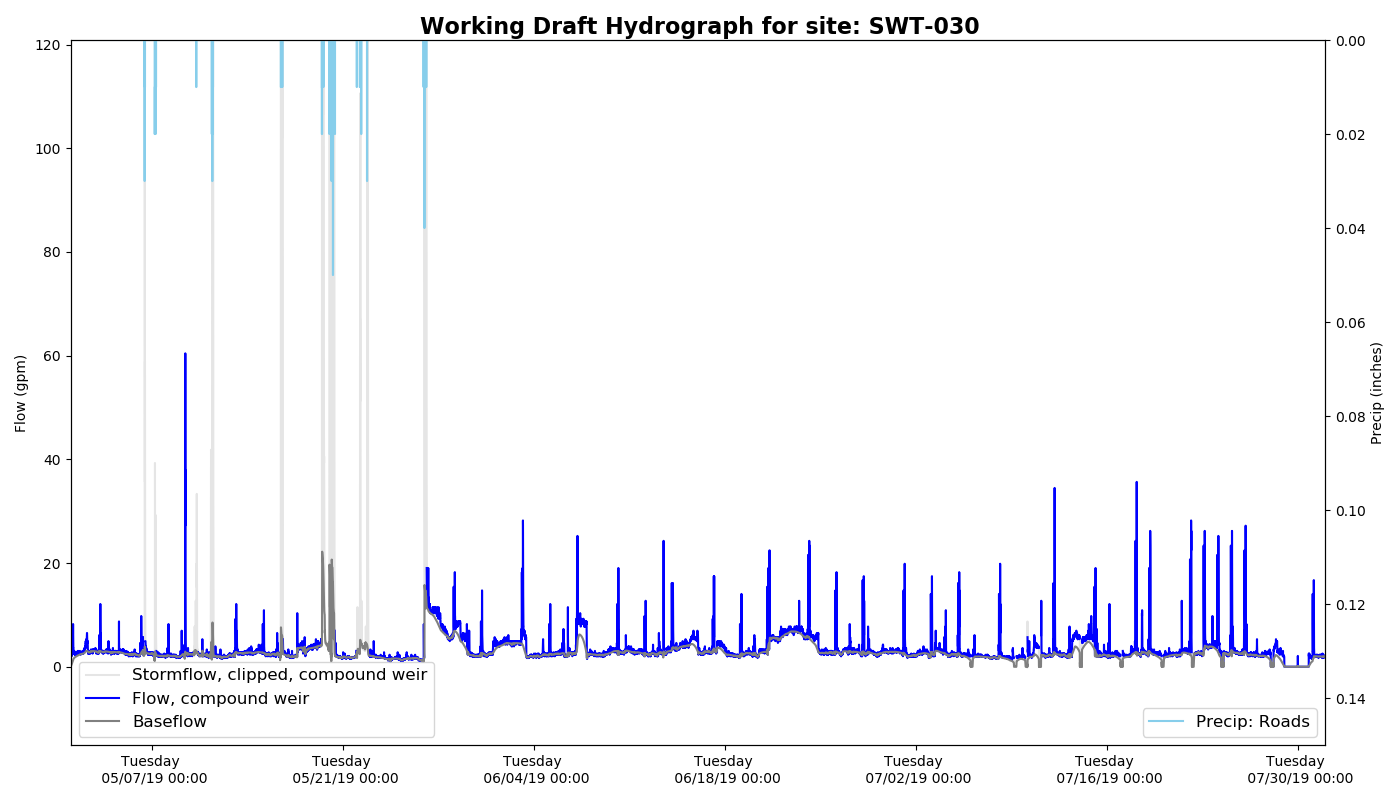 Working Draft Hydrograph for site: SWT-030
120
100
80
60
40
20
0
Flow (gpm)
0.00
0.02
0.04
0.06
0.08
0.10
0.12
0.14
Precip (inches)
Stormflow, clipped, compound weir
Flow, compound weir
Baseflow
Precip: Roads
Tuesday
05/07/19 00:00
Tuesday
05/21/19 00:00
Tuesday
06/04/19 00:00
Tuesday
06/18/19 00:00
Tuesday
07/02/19 00:00
Tuesday
07/16/19 00:00
Tuesday
07/30/19 00:00